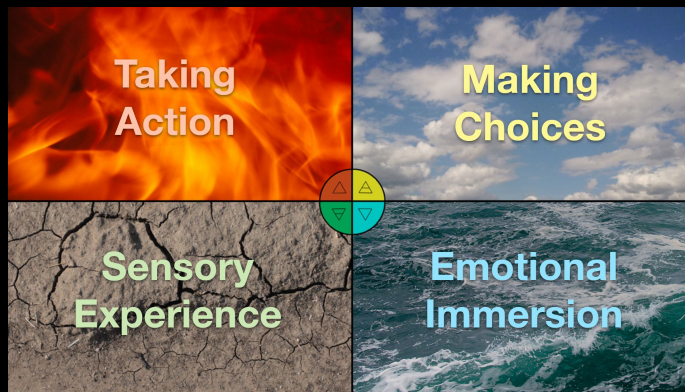 Taking
Action
Making
Choices
Sensory
Experience
Emotional
Immersion